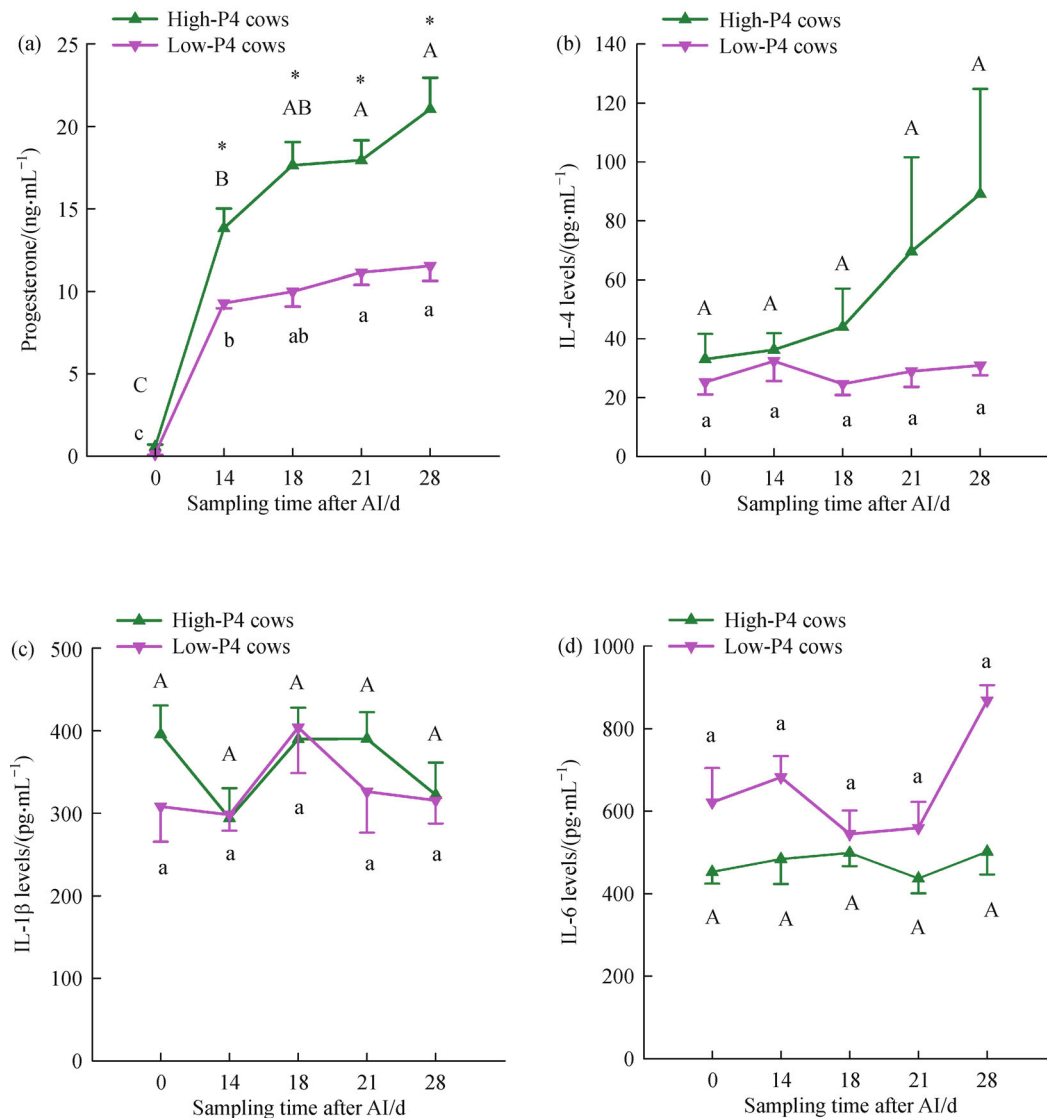 (a)
High-P4 cows
Low-P4 cows
25
20
15
10
5
0
Progesterone/(ng·mL⁻¹)
C
c
*
B
b
*
AB
ab
*
A
a
*
A
a
0 14 18 21 28
Sampling time after AI/d
(b)
High-P4 cows
Low-P4 cows
140
120
100
80
60
40
20
0
IL-4 levels/(pg·mL⁻¹)
A A A A A
a a a a a
0 14 18 21 28
Sampling time after AI/d
(c)
High-P4 cows
Low-P4 cows
500
400
300
200
100
0
IL-1β levels/(pg·mL⁻¹)
A A A A A
a a a a a
0 14 18 21 28
Sampling time after AI/d
(d)
High-P4 cows
Low-P4 cows
1000
800
600
400
200
0
IL-6 levels/(pg·mL⁻¹)
a a a a a
A A A A A
0 14 18 21 28
Sampling time after AI/d